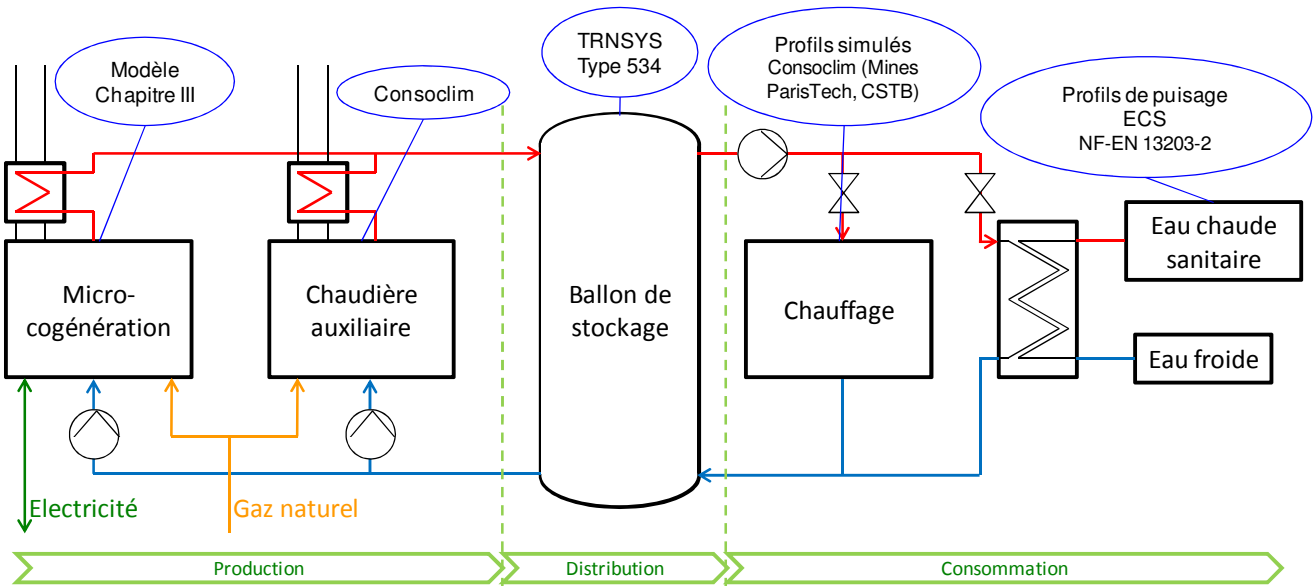 Modèle
Chapitre III
Consoclim
TRNSYS
Type 534
Profils simulés
Consoclim (Mines
ParisTech, CSTB)
Profils de puisage
ECS
NF-EN 13203-2
Micro-
cogénération
Chaudière
auxiliaire
Ballon de
stockage
Chauffage
Eau chaude
sanitaire
Eau froide
Electricité
Gaz naturel
Production
Distribution
Consommation